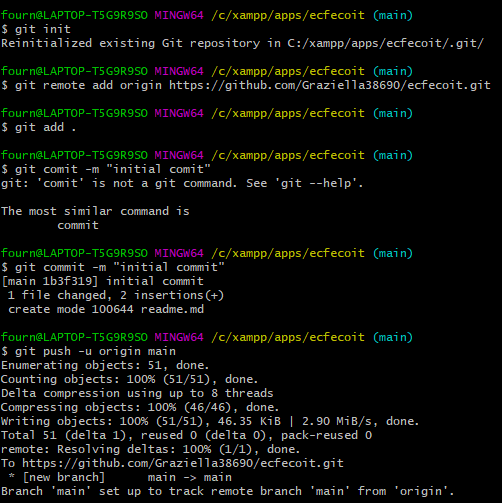 fourn@LAPTOP-T5G9R9SO MINGW64 /c/xampp/apps/ecfecoit (main)
$ git init
Reinitialized existing Git repository in C:/xampp/apps/ecfecoit/.git/
fourn@LAPTOP-T5G9R9SO MINGW64 /c/xampp/apps/ecfecoit (main)
$ git remote add origin https://github.com/Graziella38690/ecfecoit.git
fourn@LAPTOP-T5G9R9SO MINGW64 /c/xampp/apps/ecfecoit (main)
$ git add .
fourn@LAPTOP-T5G9R9SO MINGW64 /c/xampp/apps/ecfecoit (main)
$ git comit -m "initial comit"
git: 'comit' is not a git command. See 'git --help'.
The most similar command is
commit
fourn@LAPTOP-T5G9R9SO MINGW64 /c/xampp/apps/ecfecoit (main)
$ git commit -m "initial commit"
[main 1b3f319] initial commit
1 file changed, 2 insertions(+)
create mode 100644 readme.md
fourn@LAPTOP-T5G9R9SO MINGW64 /c/xampp/apps/ecfecoit (main)
$ git push -u origin main
Enumerating objects: 51, done.
Counting objects: 100% (51/51), done.
Delta compression using up to 8 threads
Compressing objects: 100% (46/46), done.
Writing objects: 100% (51/51), 46.35 KiB | 2.90 MiB/s, done.
Total 51 (delta 1), reused 0 (delta 0), pack-reused 0
remote: Resolving deltas: 100% (1/1), done.
To https://github.com/Graziella38690/ecfecoit.git
* [new branch] main -> main
Branch 'main' set up to track remote branch 'main' from 'origin'.